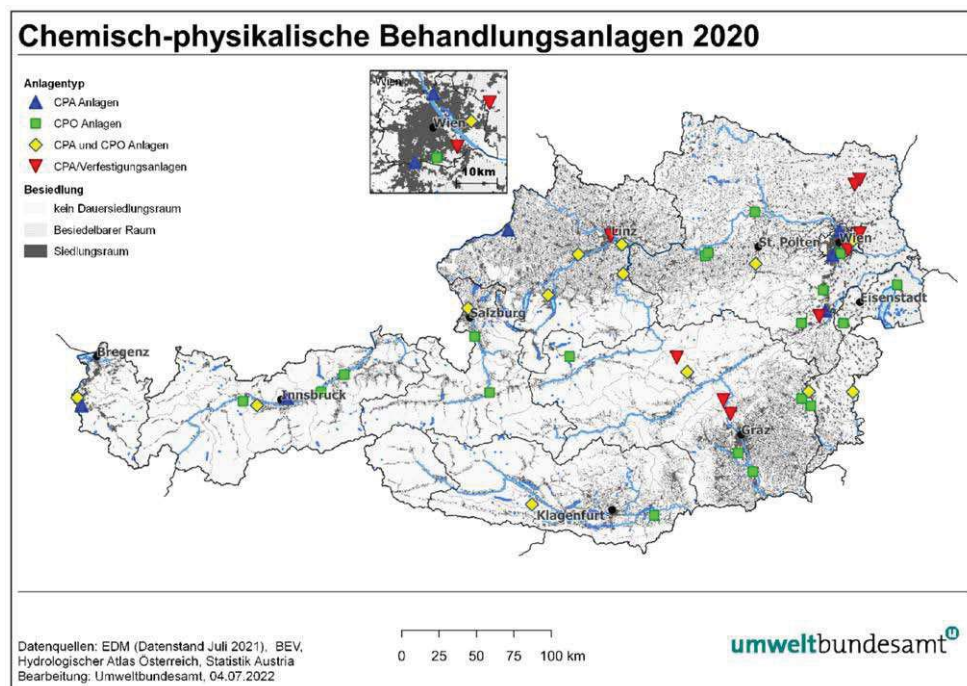 Chemisch-physikalische Behandlungsanlagen 2020
Anlagentyp
CPA Anlagen
CPO Anlagen
CPA und CPO Anlagen
CPA/Verfestigungsanlagen
Besiedlung
kein Dauersiedlungsraum
Besiedelbarer Raum
Siedlungsraum
Wien
Wien
10km
Linz
St. Pölten
Wien
Eisenstadt
Salzburg
Bregenz
Innsbruck
Graz
Klagenfurt
Datenquellen: EDM (Datenstand Juli 2021), BEV,
Hydrologischer Atlas Österreich, Statistik Austria
Bearbeitung: Umweltbundesamt, 04.07.2022
0 25 50 75 100 km
umweltbundesamt